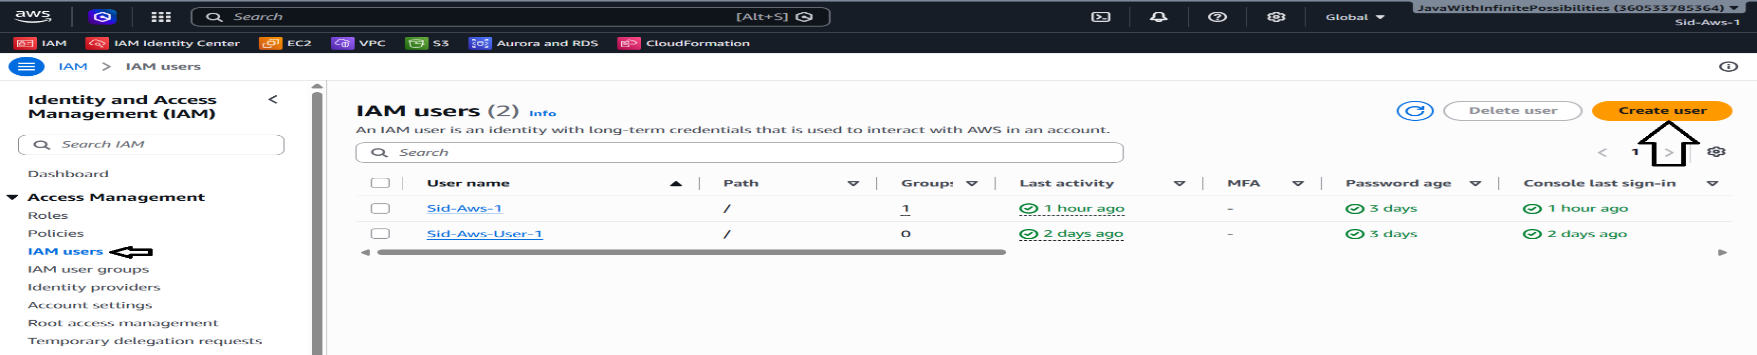 aws
Search [Alt+S]
Global
JavaWithInfinitePossibilities (360533785364)
Sid-Aws-1
IAM IAM Identity Center EC2 VPC S3 Aurora and RDS CloudFormation
IAM > IAM users
Identity and Access
Management (IAM)
Search IAM
Dashboard
Access Management
Roles
Policies
IAM users
IAM user groups
Identity providers
Account settings
Root access management
Temporary delegation requests
IAM users (2) Info
Delete user
Create user
An IAM user is an identity with long-term credentials that is used to interact with AWS in an account.
Search
< 1 >
User name Path Groups Last activity MFA Password age Console last sign-in
Sid-Aws-1 / 1 1 hour ago - 3 days 1 hour ago
Sid-Aws-User-1 / 0 2 days ago - 3 days 2 days ago